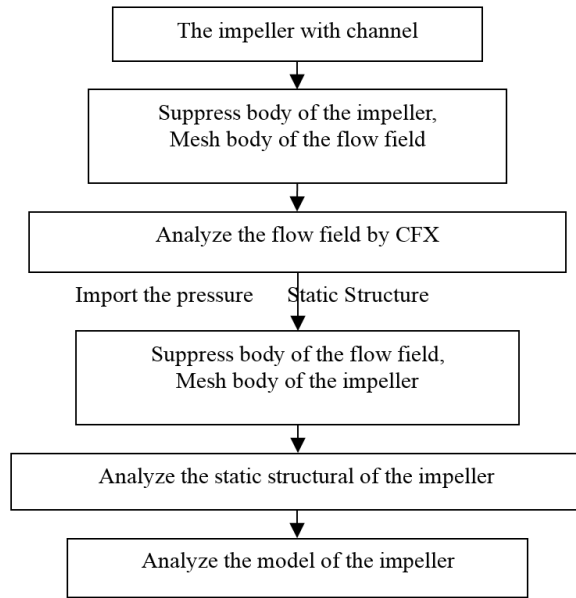 The impeller with channel
Suppress body of the impeller,
Mesh body of the flow field
Analyze the flow field by CFX
Import the pressure Static Structure
Suppress body of the flow field,
Mesh body of the impeller
Analyze the static structural of the impeller
Analyze the model of the impeller